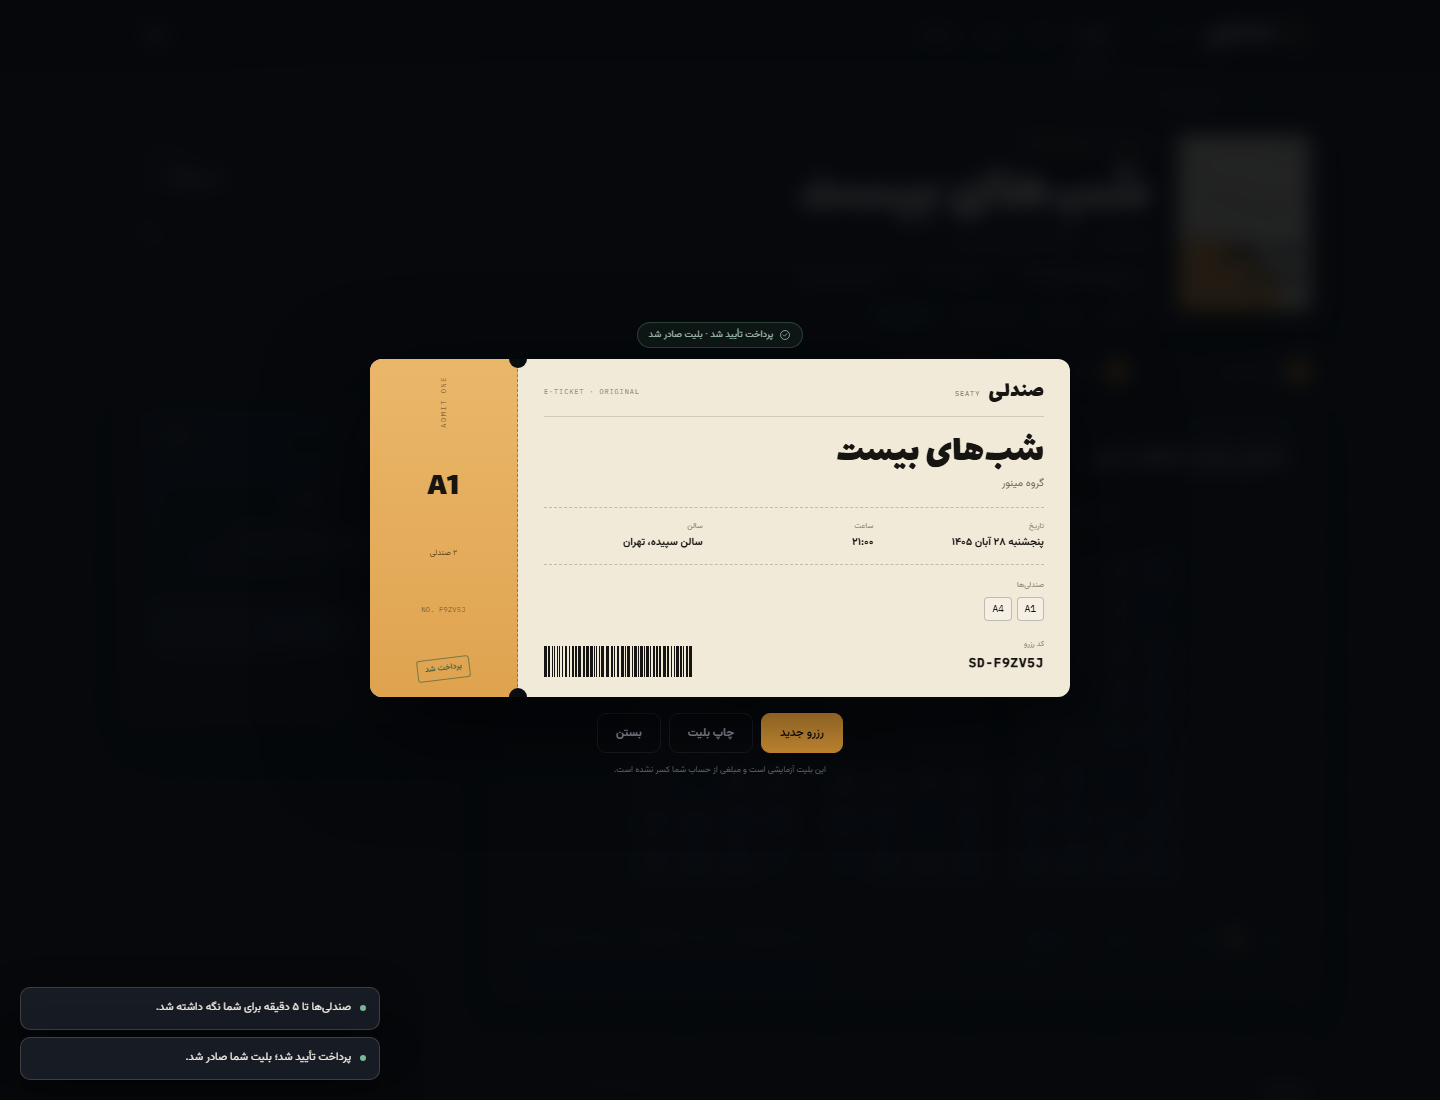 شب‌های بیست
پرداخت تأیید شد · بلیت صادر شد
صندلی SEATY
E-TICKET · ORIGINAL
شب‌های بیست
گروه مینور
تاریخ
پنجشنبه ۲۸ آبان ۱۴۰۵
ساعت
۲۱:۰۰
سالن
سالن سپیده، تهران
صندلی‌ها
A1
A4
کد رزرو
SD-F9ZV5J
ADMIT ONE
A1
۲ صندلی
NO. F9ZV5J
پرداخت شد
رزرو جدید
چاپ بلیت
بستن
این بلیت آزمایشی است و مبلغی از حساب شما کسر نشده است.
صندلی‌ها تا ۵ دقیقه برای شما نگه داشته شد.
پرداخت تأیید شد؛ بلیت شما صادر شد.